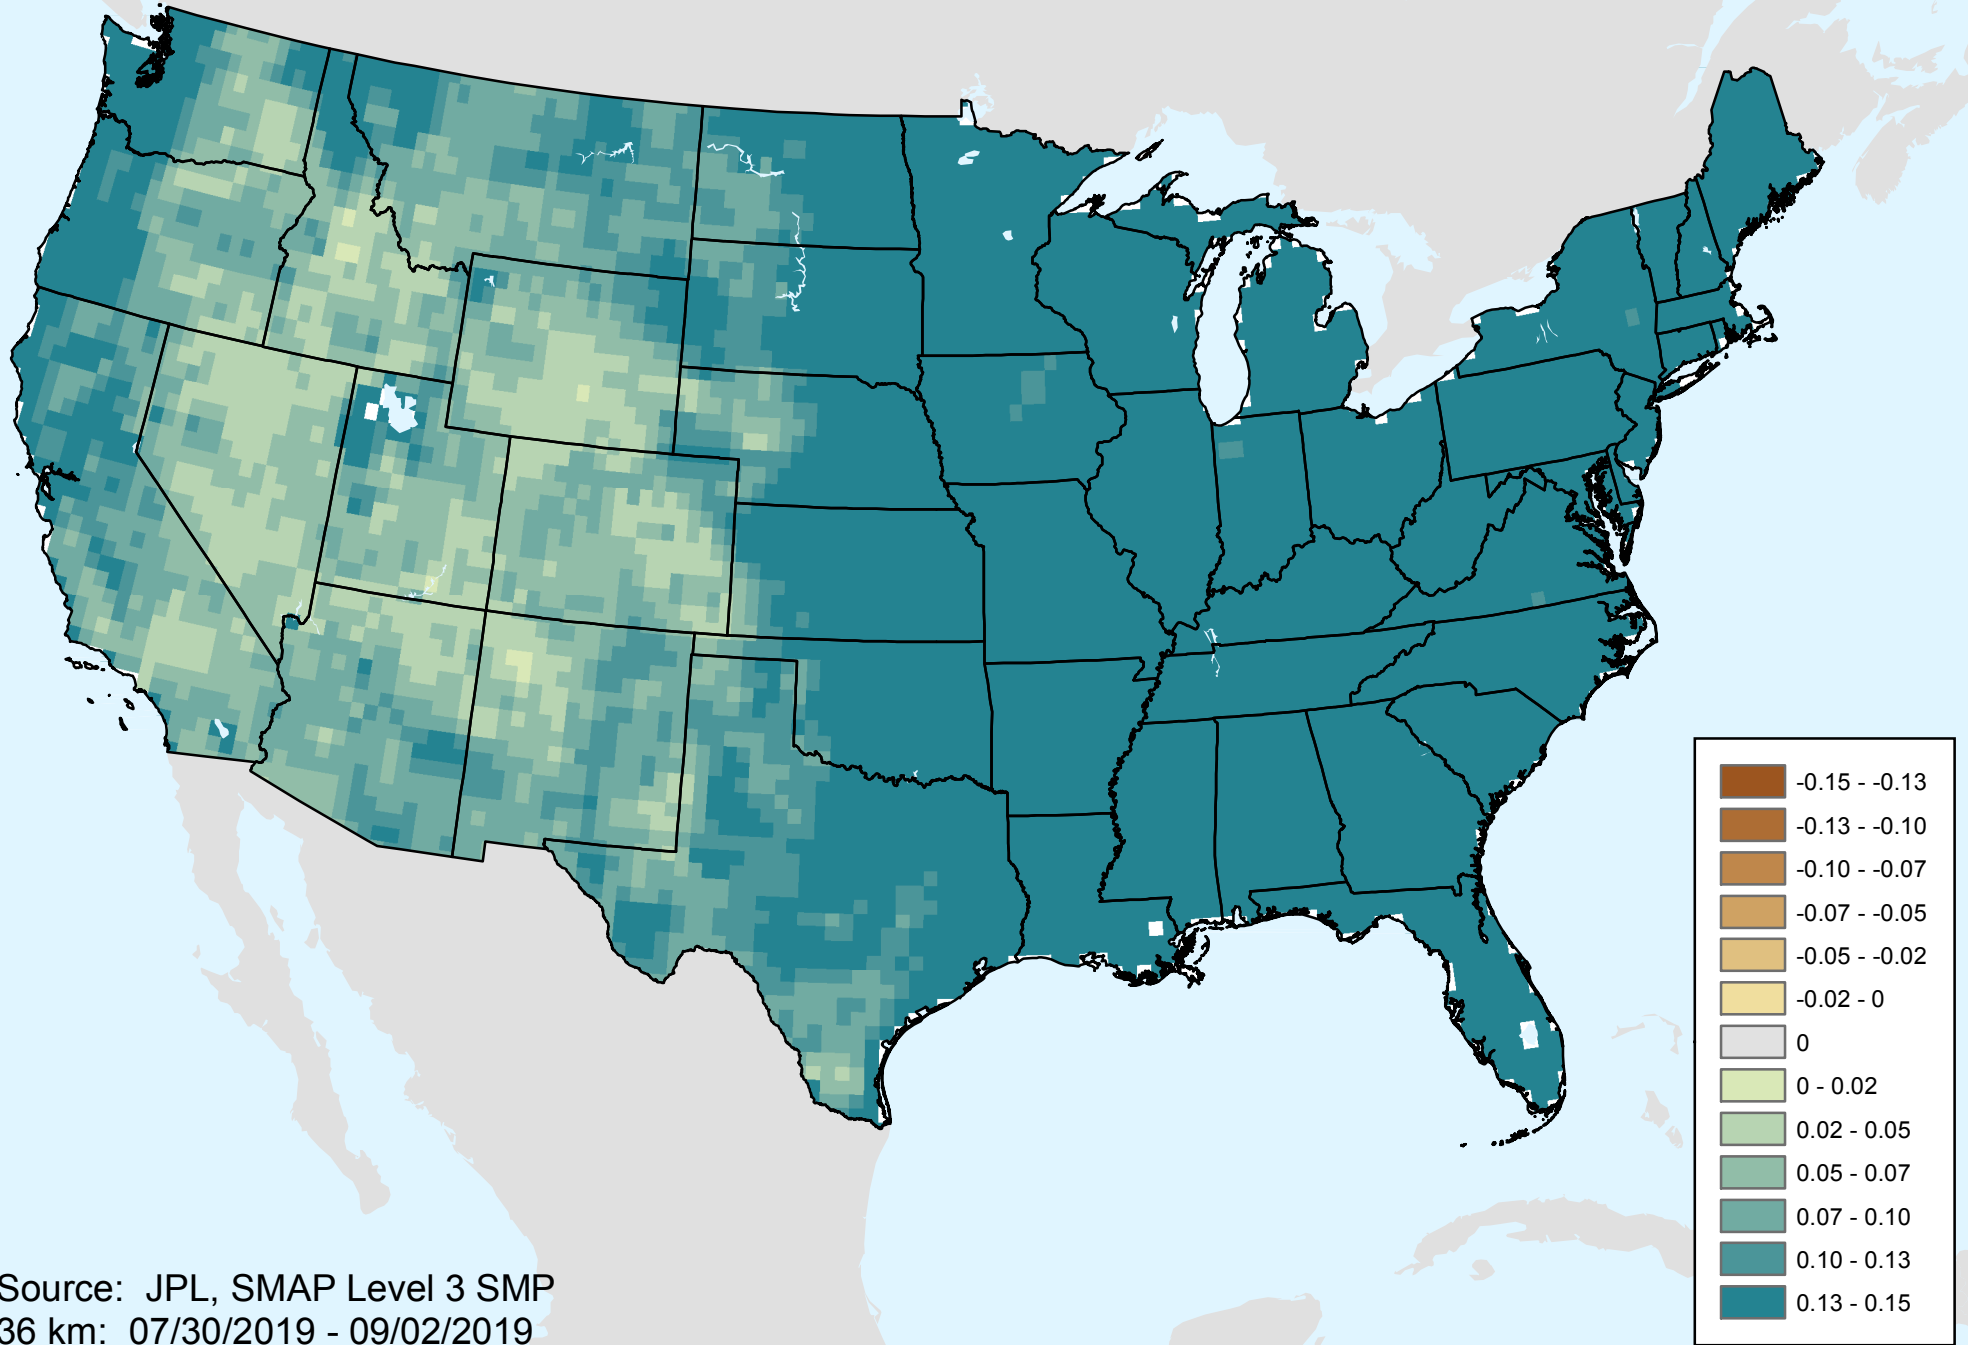 -0.15 - -0.13
-0.13 - -0.10
-0.10 - -0.07
-0.07 - -0.05
-0.05 - -0.02
-0.02 - 0
0
0 - 0.02
0.02 - 0.05
0.05 - 0.07
0.07 - 0.10
0.10 - 0.13
0.13 - 0.15
Source: JPL, SMAP Level 3 SMP
36 km: 07/30/2019 - 09/02/2019